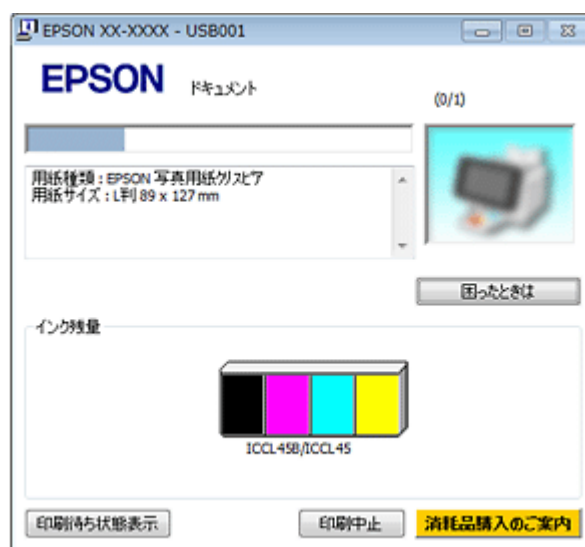 EPSON XX-XXXX - USB001
EPSON ドキュメント
(0/1)
用紙種類 : EPSON 写真用紙クリスピア
用紙サイズ : L判 89 x 127 mm
困ったときは
インク残量
ICCL45B/ICCL45
印刷待ち状態表示
印刷中止
消耗品購入のご案内